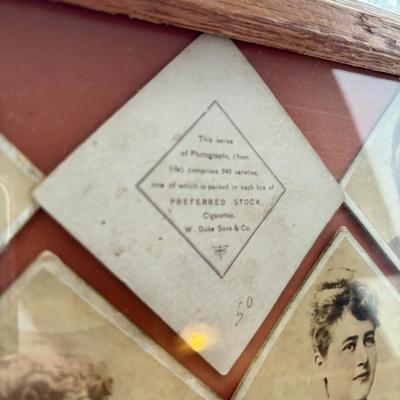 This series
of Photographs, (from
life) comprises 240 varieties,
one of which is packed in each box of
PREFERRED STOCK,
Cigarettes.
W. Duke Sons & Co.
50